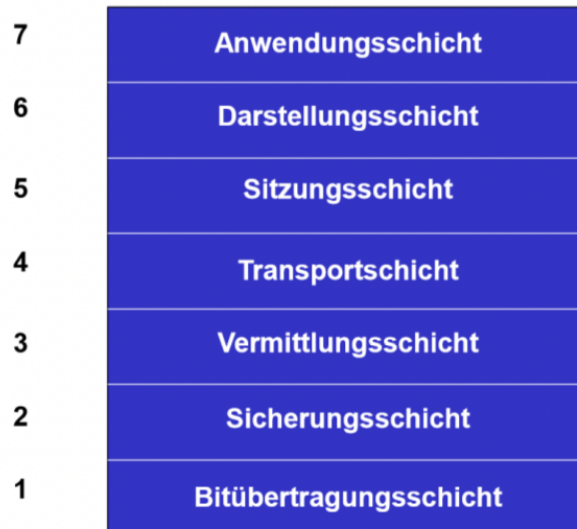 7 Anwendungsschicht
6 Darstellungsschicht
5 Sitzungsschicht
4 Transportschicht
3 Vermittlungsschicht
2 Sicherungsschicht
1 Bitübertragungsschicht